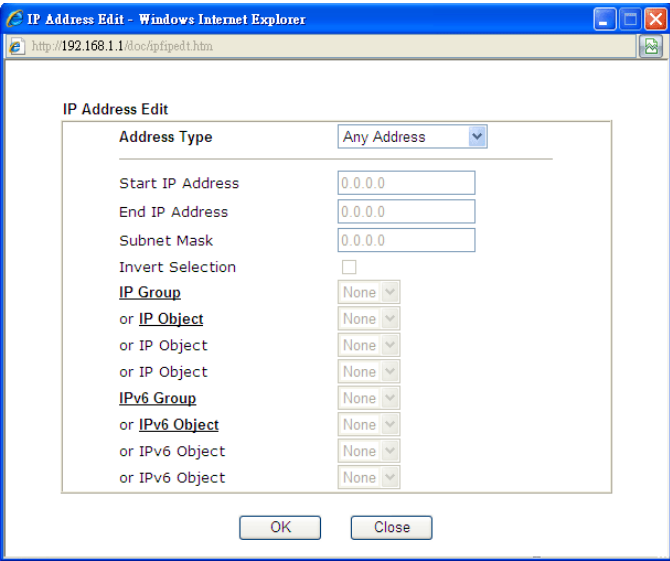 IP Address Edit - Windows Internet Explorer
http://192.168.1.1/doc/ipfipedt.htm
IP Address Edit
Address Type Any Address
Start IP Address 0.0.0.0
End IP Address 0.0.0.0
Subnet Mask 0.0.0.0
Invert Selection
IP Group None
or IP Object None
or IP Object None
or IP Object None
IPv6 Group None
or IPv6 Object None
or IPv6 Object None
or IPv6 Object None
OK Close